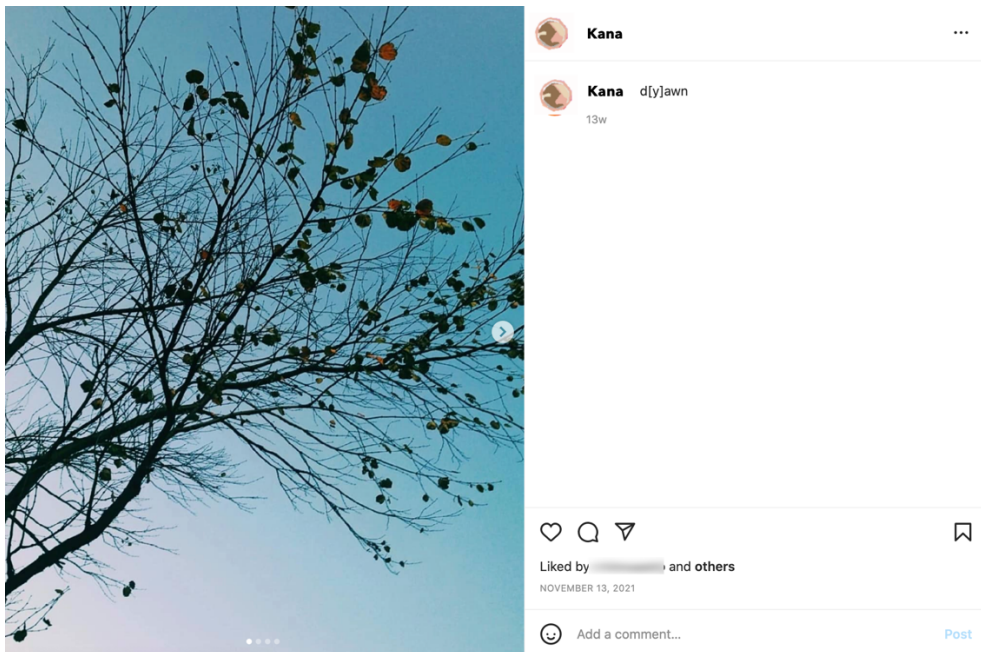 Kana
Kana d[y]awn
13w
Liked by and others
NOVEMBER 13, 2021
Add a comment... Post